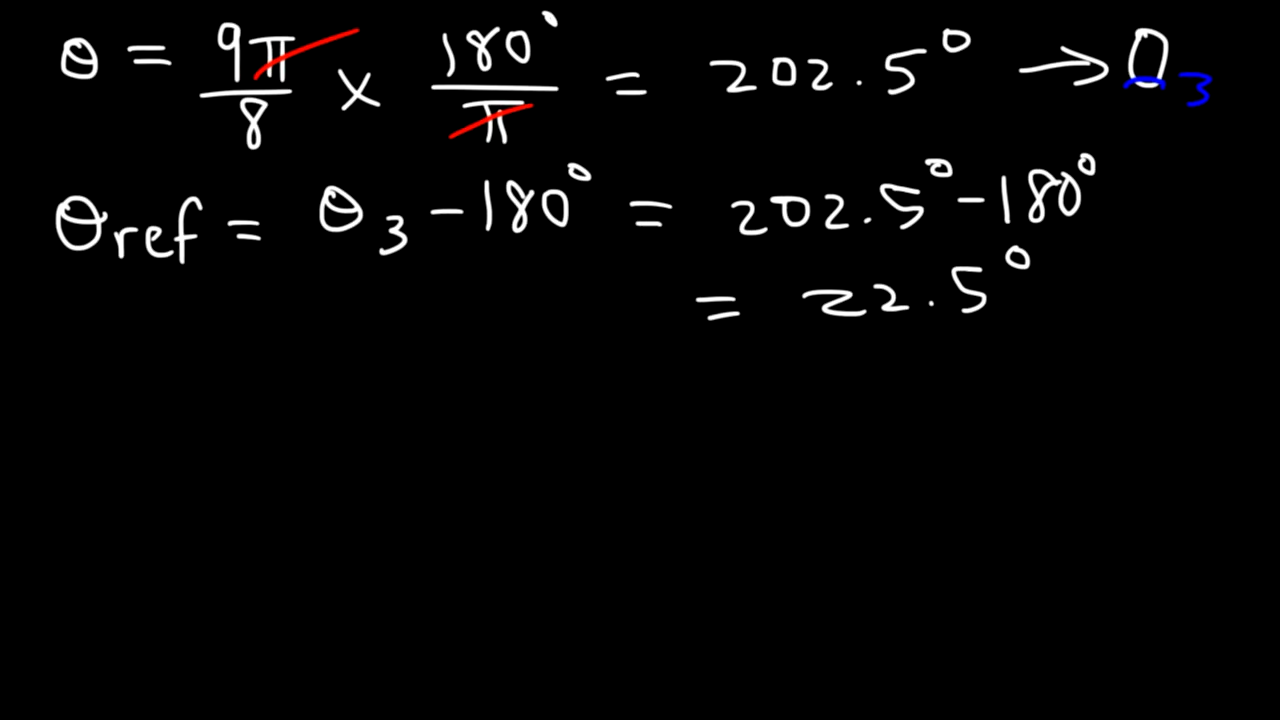 θ = 9π/8 × 180°/π = 202.5° → Q3
θref = θ3 - 180° = 202.5° - 180°
= 22.5°